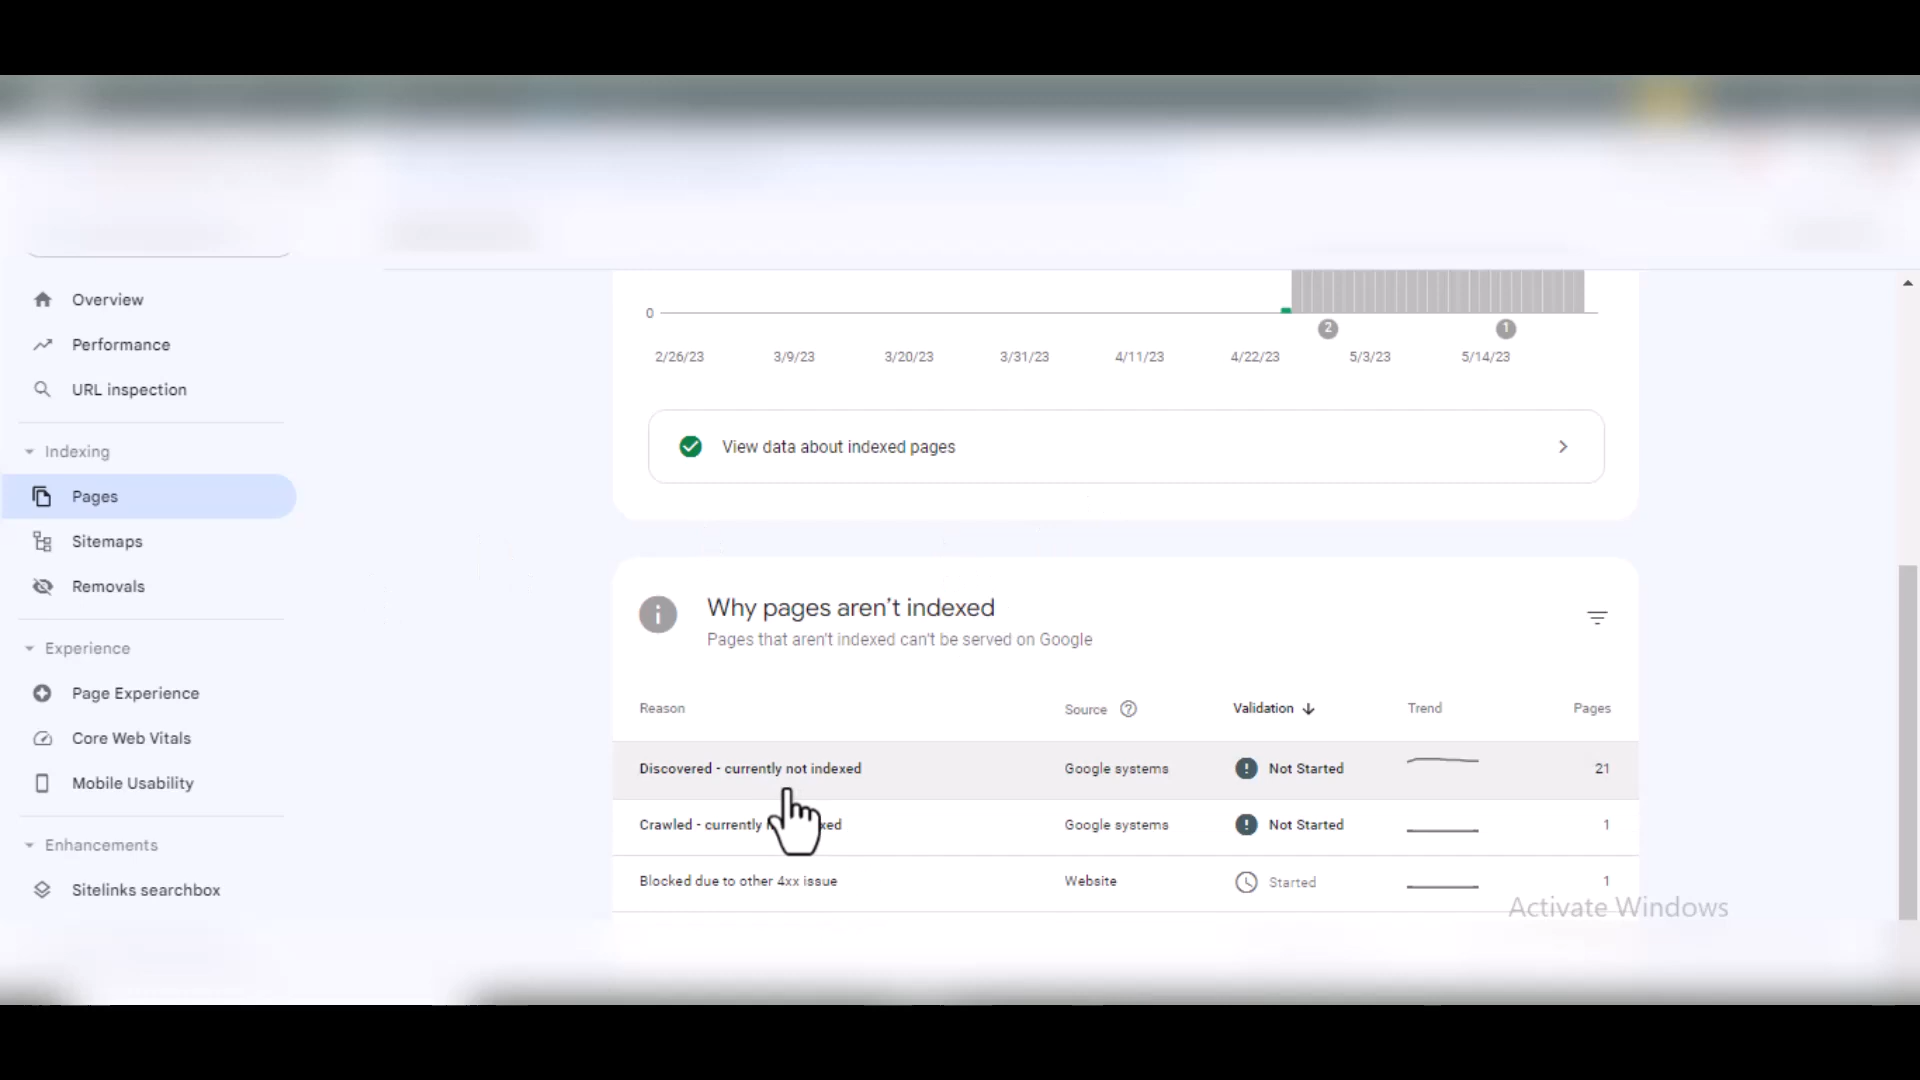 Overview
Performance
URL inspection
Indexing
Pages
Sitemaps
Removals
Experience
Page Experience
Core Web Vitals
Mobile Usability
Enhancements
Sitelinks searchbox
0
2 1
2/26/23 3/9/23 3/20/23 3/31/23 4/11/23 4/22/23 5/3/23 5/14/23
View data about indexed pages
Why pages aren't indexed
Pages that aren't indexed can't be served on Google
Reason Source Validation Trend Pages
Discovered - currently not indexed Google systems Not Started 21
Crawled - currently Google systems Not Started 1
Blocked due to other 4xx issue Website Started 1
Activate Windows